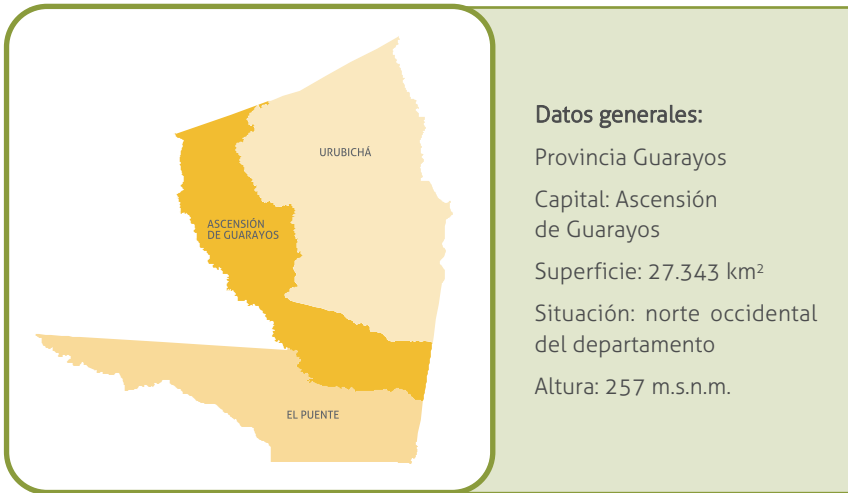 URUBICHÁ
ASCENSIÓN
DE GUARAYOS
EL PUENTE
Datos generales:
Provincia Guarayos
Capital: Ascensión
de Guarayos
Superficie: 27.343 km²
Situación: norte occidental
del departamento
Altura: 257 m.s.n.m.